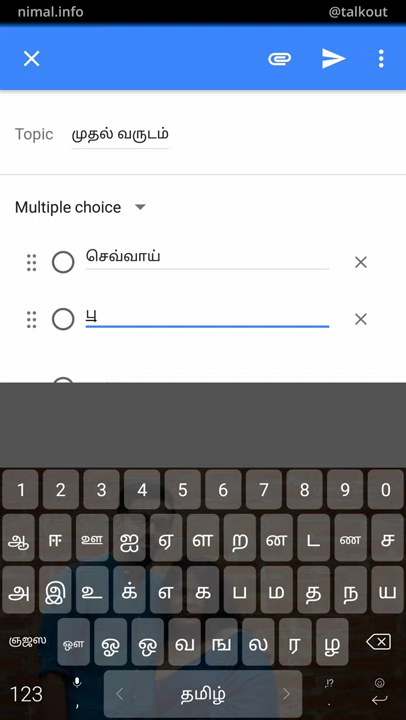 nimal.info @talkout
Topic முதல் வருடம்
Multiple choice
செவ்வாய்
பூ
1 2 3 4 5 6 7 8 9 0
ஆ ஈ ஊ ஐ ஏ ள ற ன ட ண ச
அ இ உ க் எ க ப ம த ந ய
ஞஜஸ ஔ ஓ ஒ வ ங ல ர ழ
123 , தமிழ் ,!? .